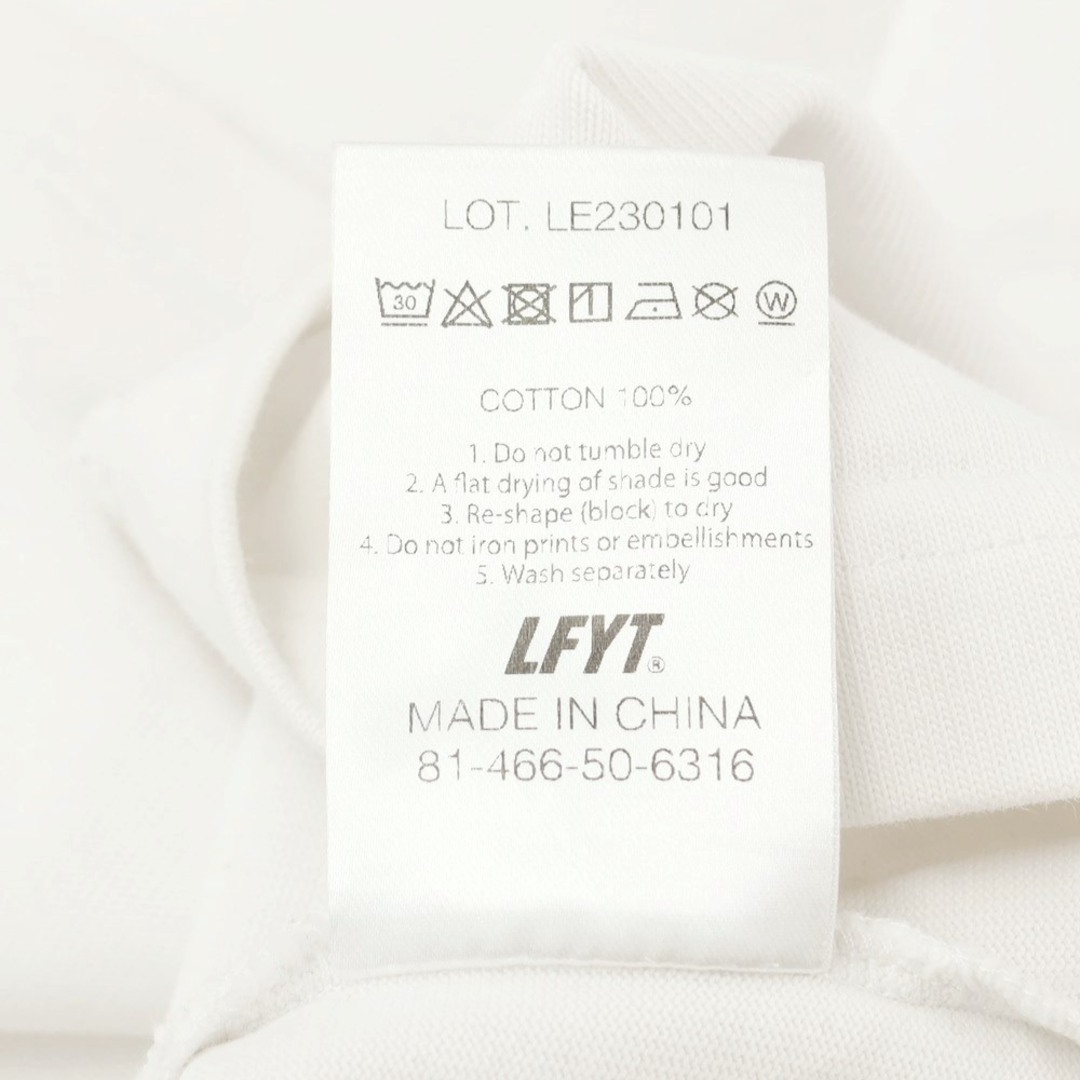 LOT. LE230101
30 W
COTTON 100%
1. Do not tumble dry
2. A flat drying of shade is good
3. Re-shape (block) to dry
4. Do not iron prints or embellishments
5. Wash separately
LFYT®
MADE IN CHINA
81-466-50-6316